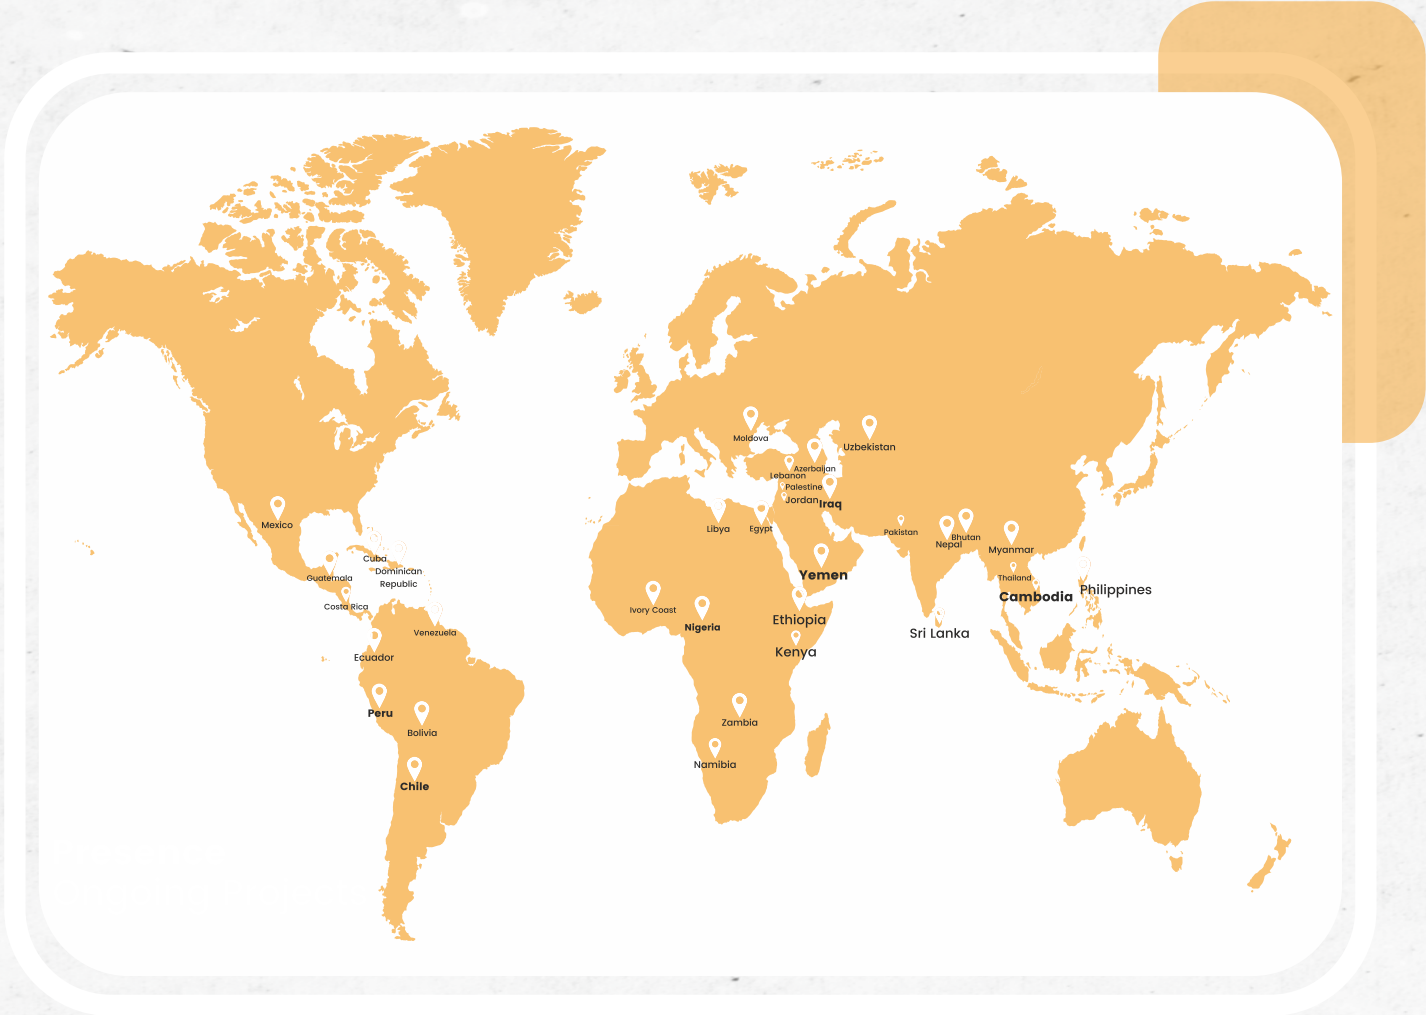 Moldova
Uzbekistan
Azerbaijan
Lebanon
Palestine
Jordan
Iraq
Mexico
Libya
Egypt
Pakistan
Bhutan
Nepal
Myanmar
Cuba
Dominican
Republic
Guatemala
Yemen
Thailand
Philippines
Cambodia
Costa Rica
Ivory Coast
Nigeria
Ethiopia
Venezuela
Sri Lanka
Kenya
Ecuador
Peru
Zambia
Bolivia
Namibia
Chile